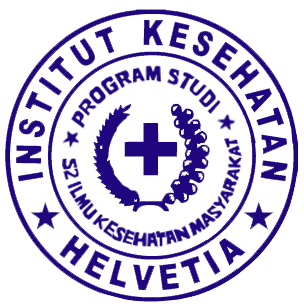 INSTITUT KESEHATAN
HELVETIA
PROGRAM STUDI
S2 ILMU KESEHATAN MASYARAKAT